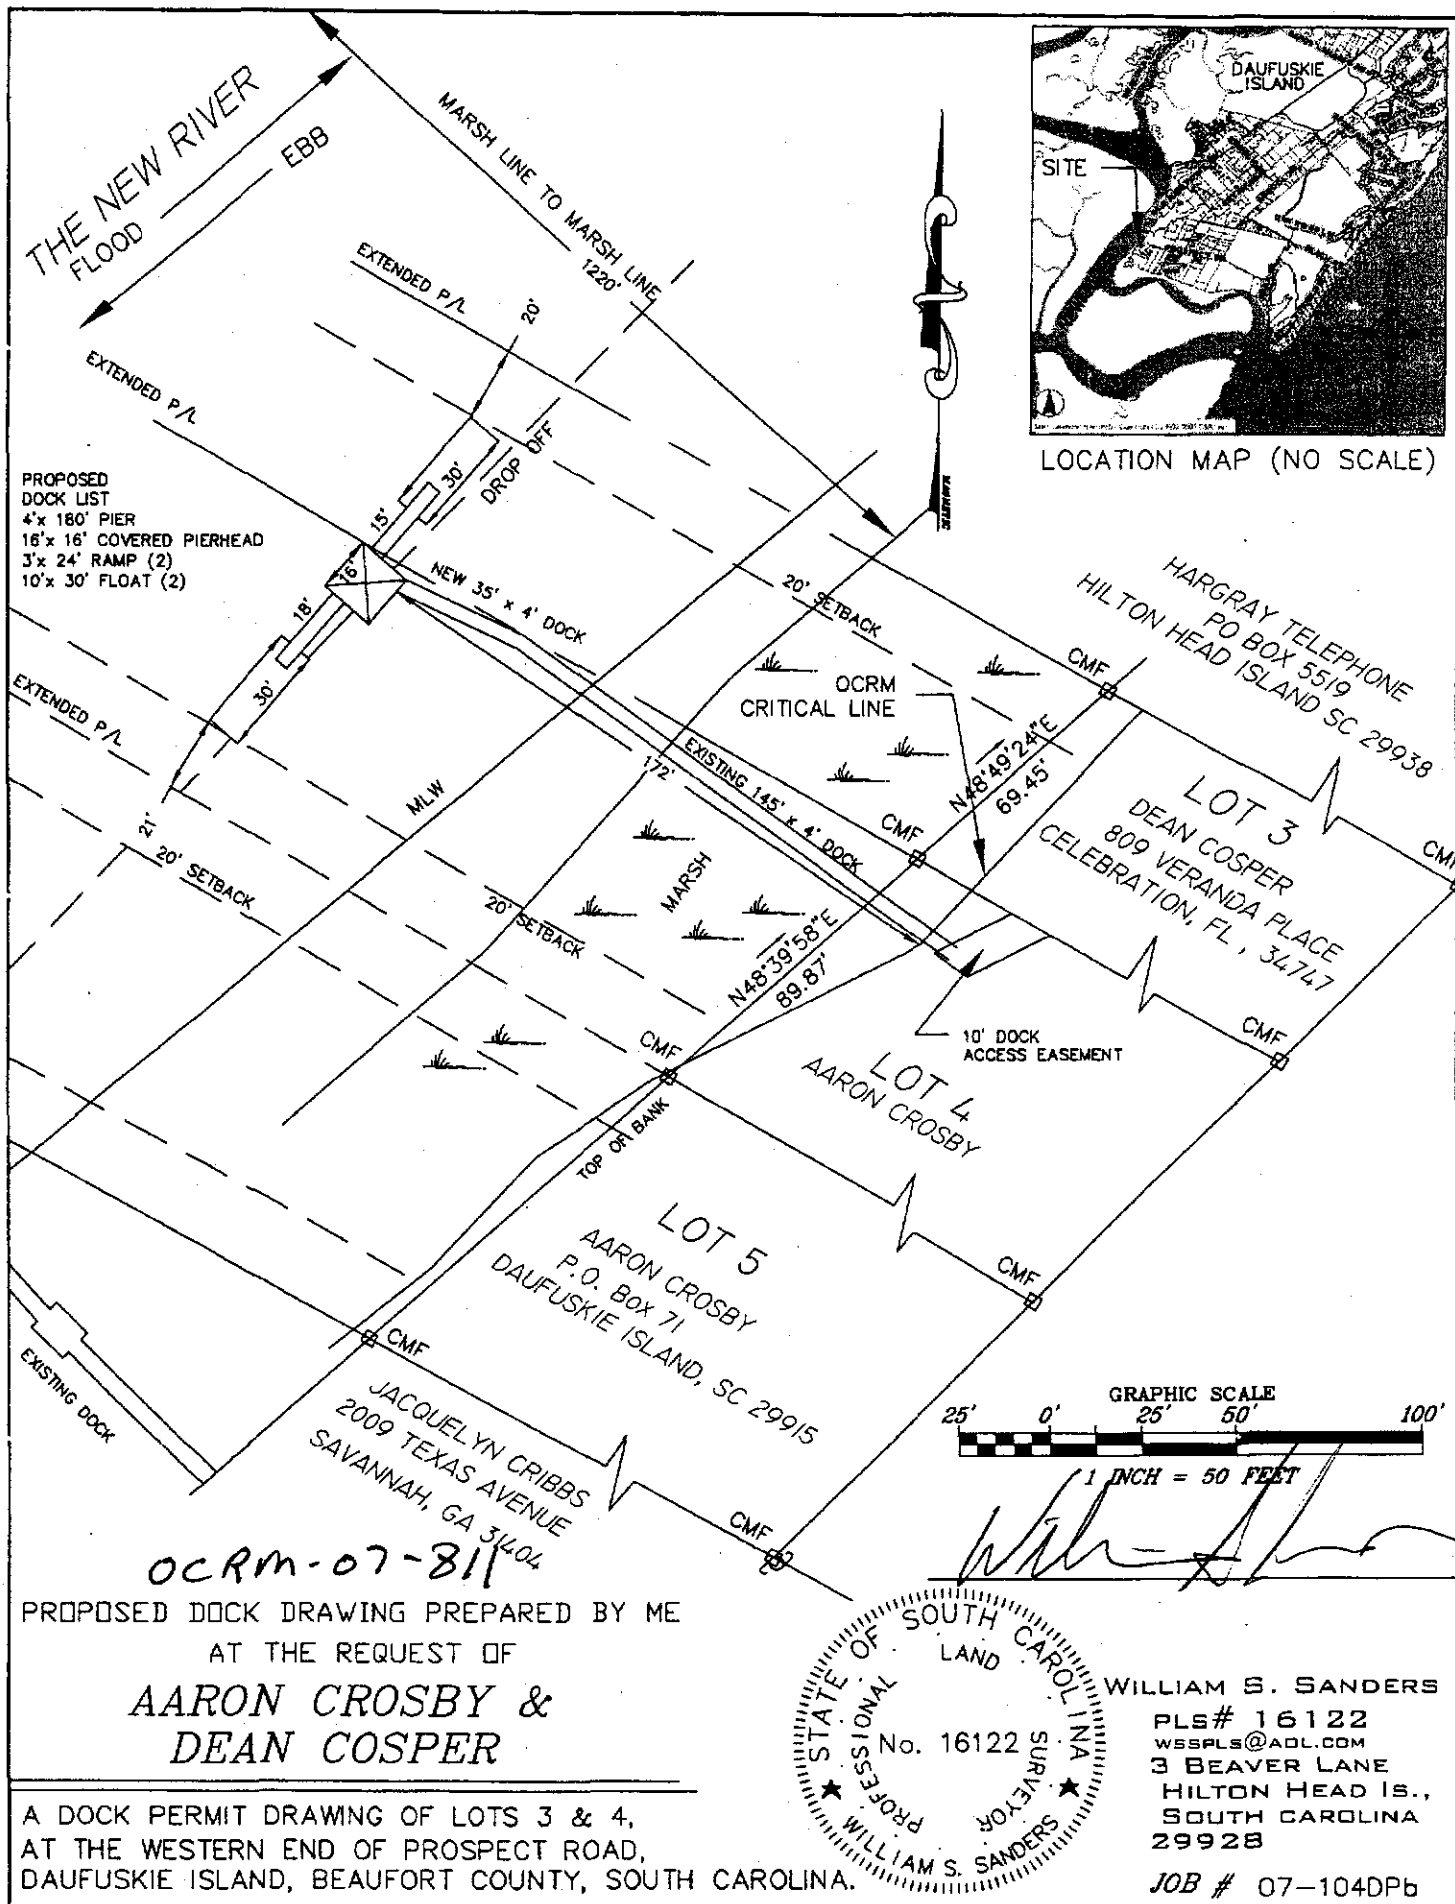 THE NEW RIVER
FLOOD
EBB
MARSH LINE TO MARSH LINE
1220'
DAUFUSKIE
ISLAND
SITE
LOCATION MAP (NO SCALE)
EXTENDED P/L
EXTENDED P/L
20'
PROPOSED
DOCK LIST
4'x 180' PIER
16'x 16' COVERED PIERHEAD
3'x 24' RAMP (2)
10'x 30' FLOAT (2)
30'
DROP OFF
15'
16'
NEW 35' x 4' DOCK
18'
30'
EXTENDED P/L
21'
20' SETBACK
MLW
172'
EXISTING 145' x 4' DOCK
20' SETBACK
20' SETBACK
MAGNETIC
OCRM
CRITICAL LINE
MARSH
CMF
HARGRAY TELEPHONE
PO BOX 5519
HILTON HEAD ISLAND SC 29938
N48°49'24"E
69.45'
CMF
LOT 3
DEAN COSPER
809 VERANDA PLACE
CELEBRATION, FL , 34747
CMF
N48°39'58"E
89.87'
CMF
10' DOCK
ACCESS EASEMENT
CMF
LOT 4
AARON CROSBY
TOP OF BANK
LOT 5
AARON CROSBY
P.O. Box 71
DAUFUSKIE ISLAND, SC 29915
CMF
CMF
EXISTING DOCK
JACQUELYN CRIBBS
2009 TEXAS AVENUE
SAVANNAH, GA 31404
CMF
GRAPHIC SCALE
25' 0' 25' 50' 100'
1 INCH = 50 FEET
OCRM-07-811
PROPOSED DOCK DRAWING PREPARED BY ME
AT THE REQUEST OF
AARON CROSBY &
DEAN COSPER
A DOCK PERMIT DRAWING OF LOTS 3 & 4,
AT THE WESTERN END OF PROSPECT ROAD,
DAUFUSKIE ISLAND, BEAUFORT COUNTY, SOUTH CAROLINA.
STATE OF SOUTH CAROLINA
PROFESSIONAL LAND SURVEYOR
No. 16122
WILLIAM S. SANDERS
WILLIAM S. SANDERS
PLS# 16122
WSSPLS@AOL.COM
3 BEAVER LANE
HILTON HEAD IS.,
SOUTH CAROLINA
29928
JOB # 07-104DPb